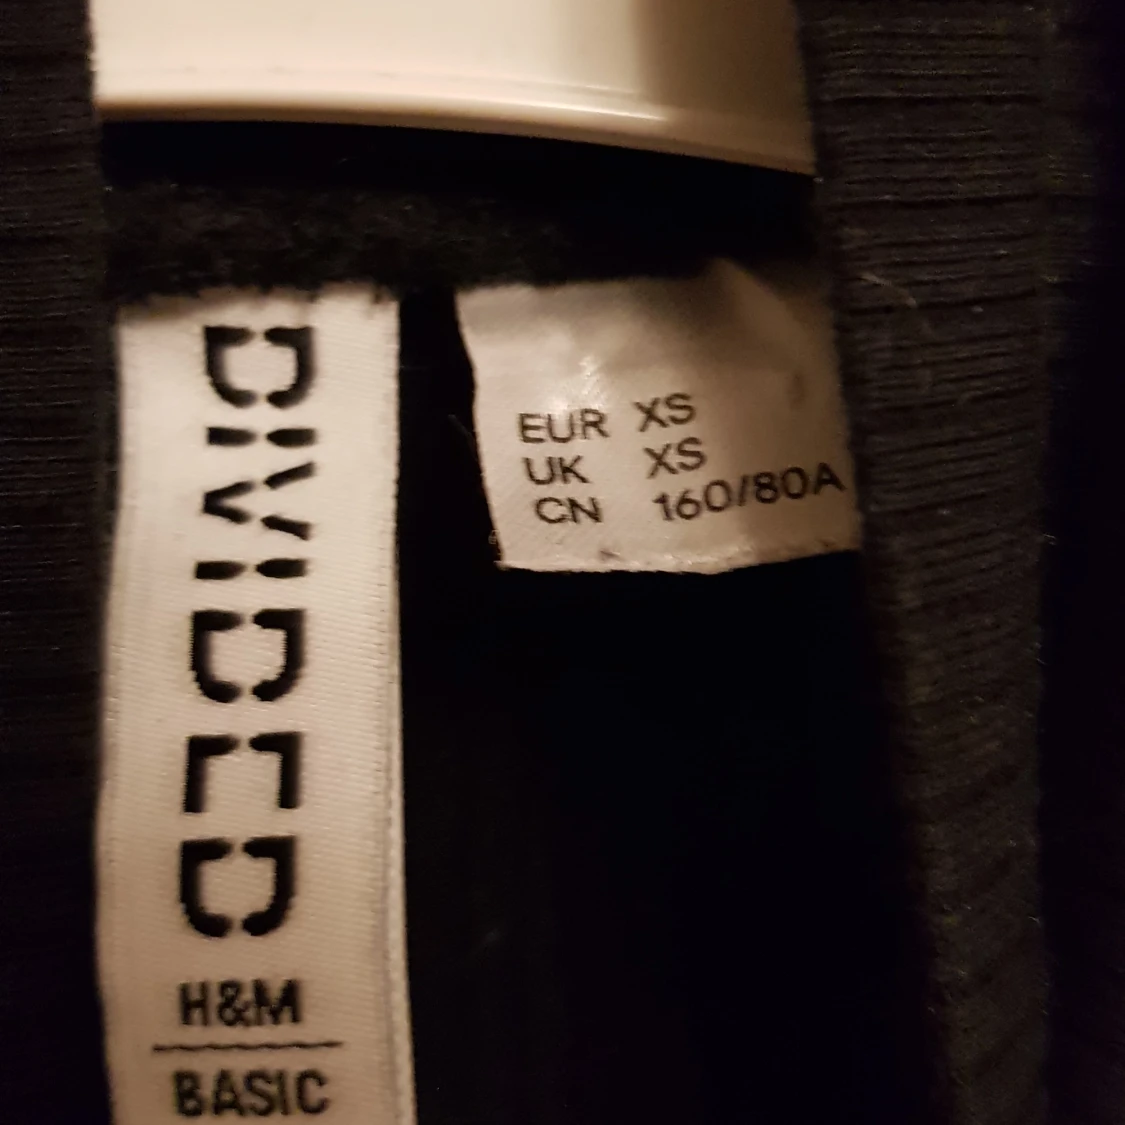 DIVIDED
H&M
BASIC
EUR XS
UK XS
CN 160/80A